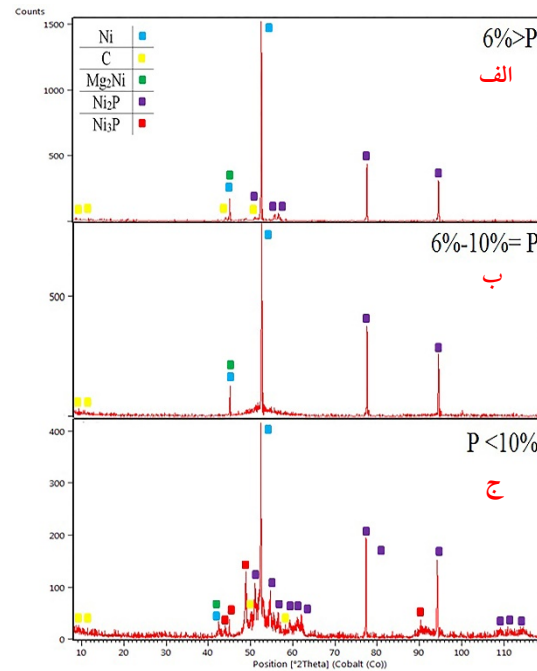 Counts
1500
1000
500
Ni
C
Mg₂Ni
Ni₂P
Ni₃P
6%>P
الف
500
6%-10%= P
ب
400
300
200
100
0
P <10%
ج
10 20 30 40 50 60 70 80 90 100 110
Position [°2Theta] (Cobalt (Co))